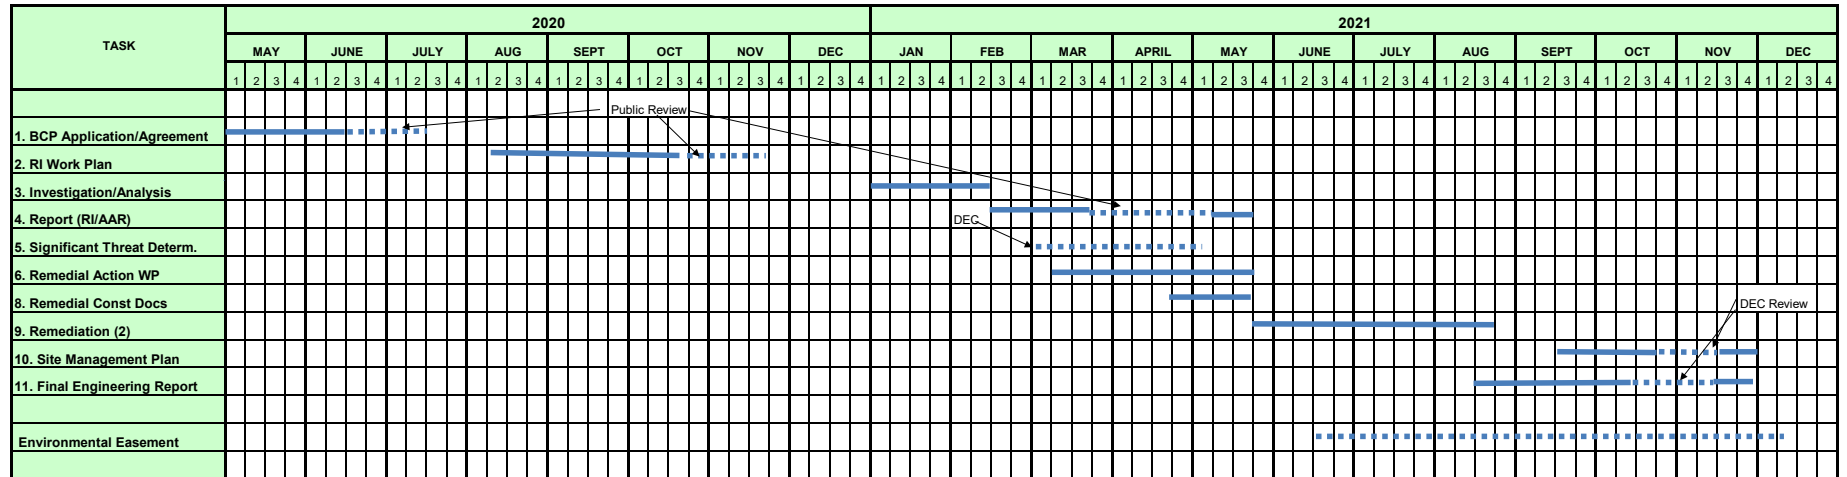 TASK
2020 2021
MAY JUNE JULY AUG SEPT OCT NOV DEC JAN FEB MAR APRIL MAY JUNE JULY AUG SEPT OCT NOV DEC
1 2 3 4 1 2 3 4 1 2 3 4 1 2 3 4 1 2 3 4 1 2 3 4 1 2 3 4 1 2 3 4 1 2 3 4 1 2 3 4 1 2 3 4 1 2 3 4 1 2 3 4 1 2 3 4 1 2 3 4 1 2 3 4 1 2 3 4 1 2 3 4 1 2 3 4 1 2 3 4
Public Review
1. BCP Application/Agreement
2. RI Work Plan
3. Investigation/Analysis
4. Report (RI/AAR)
DEC
5. Significant Threat Determ.
6. Remedial Action WP
8. Remedial Const Docs
DEC Review
9. Remediation (2)
10. Site Management Plan
11. Final Engineering Report
Environmental Easement